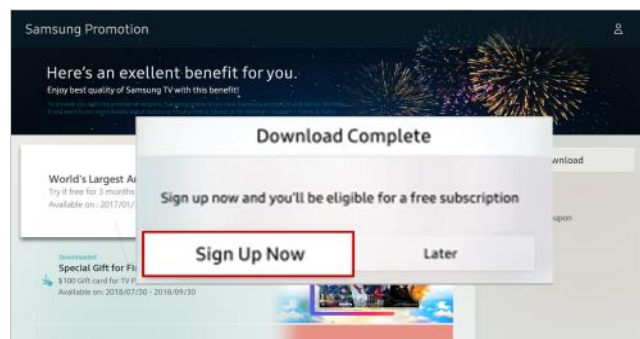 Samsung Promotion
Here's an exellent benefit for you.
Enjoy best quality of Samsung TV with this benefit!
Download Complete
Sign up now and you'll be eligible for a free subscription
Sign Up Now
Later
wnload
upon
World's Largest A
Try it free for 3 months
Available on : 2017/01/
Downloaded
Special Gift for Fi
$100 Gift card for TV P
Available on: 2018/07/30 - 2018/09/30